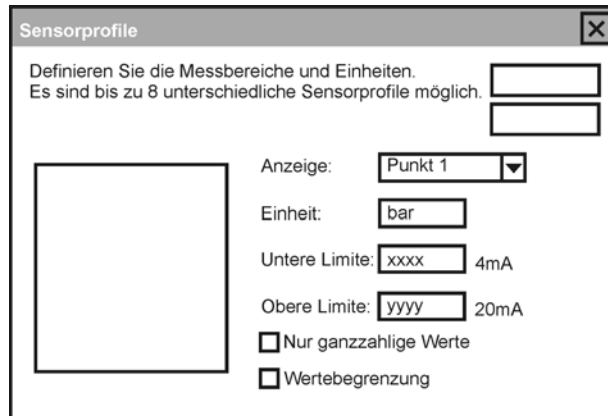 Sensorprofile
Definieren Sie die Messbereiche und Einheiten.
Es sind bis zu 8 unterschiedliche Sensorprofile möglich.
Anzeige: Punkt 1
Einheit: bar
Untere Limite: xxxx 4mA
Obere Limite: yyyy 20mA
Nur ganzzahlige Werte
Wertebegrenzung